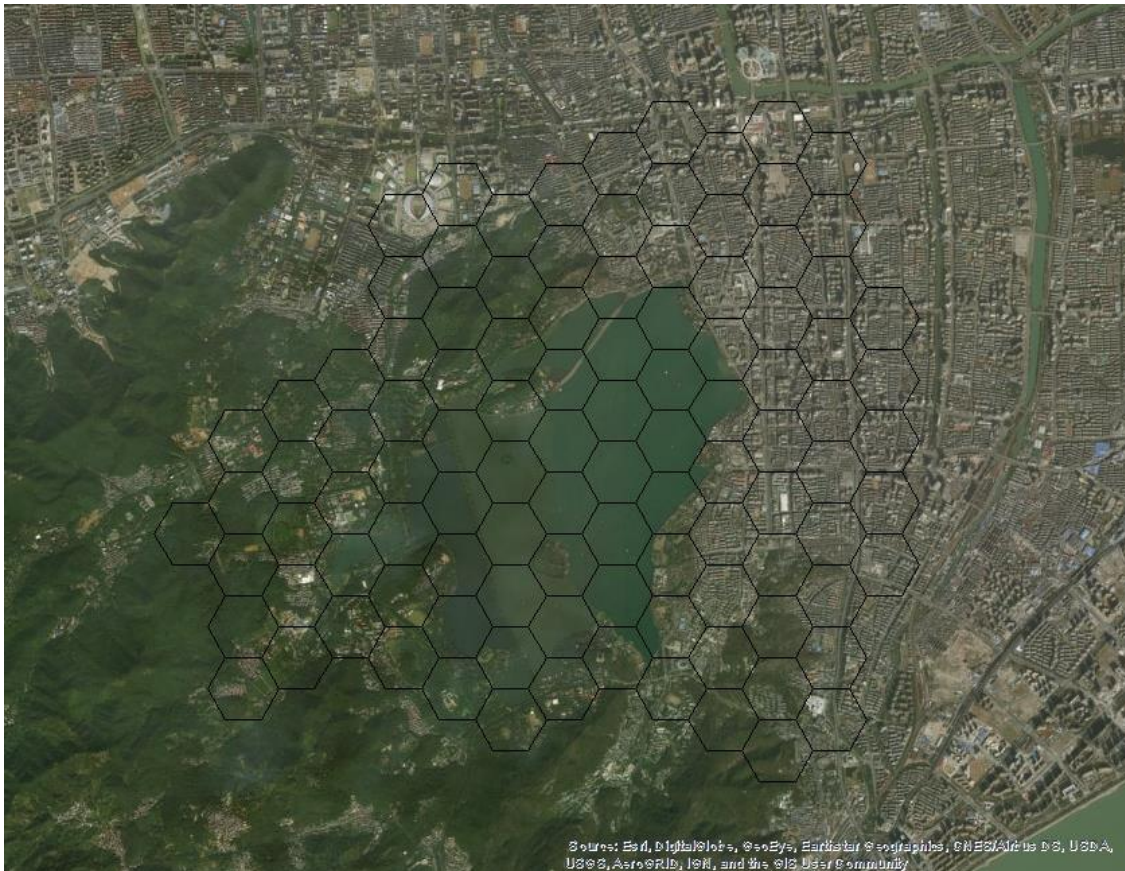 Source: Esri, DigitalGlobe, GeoEye, Earthstar Geographics, CNES/Airbus DS, USDA,
USGS, AeroGRID, IGN, and the GIS User Community